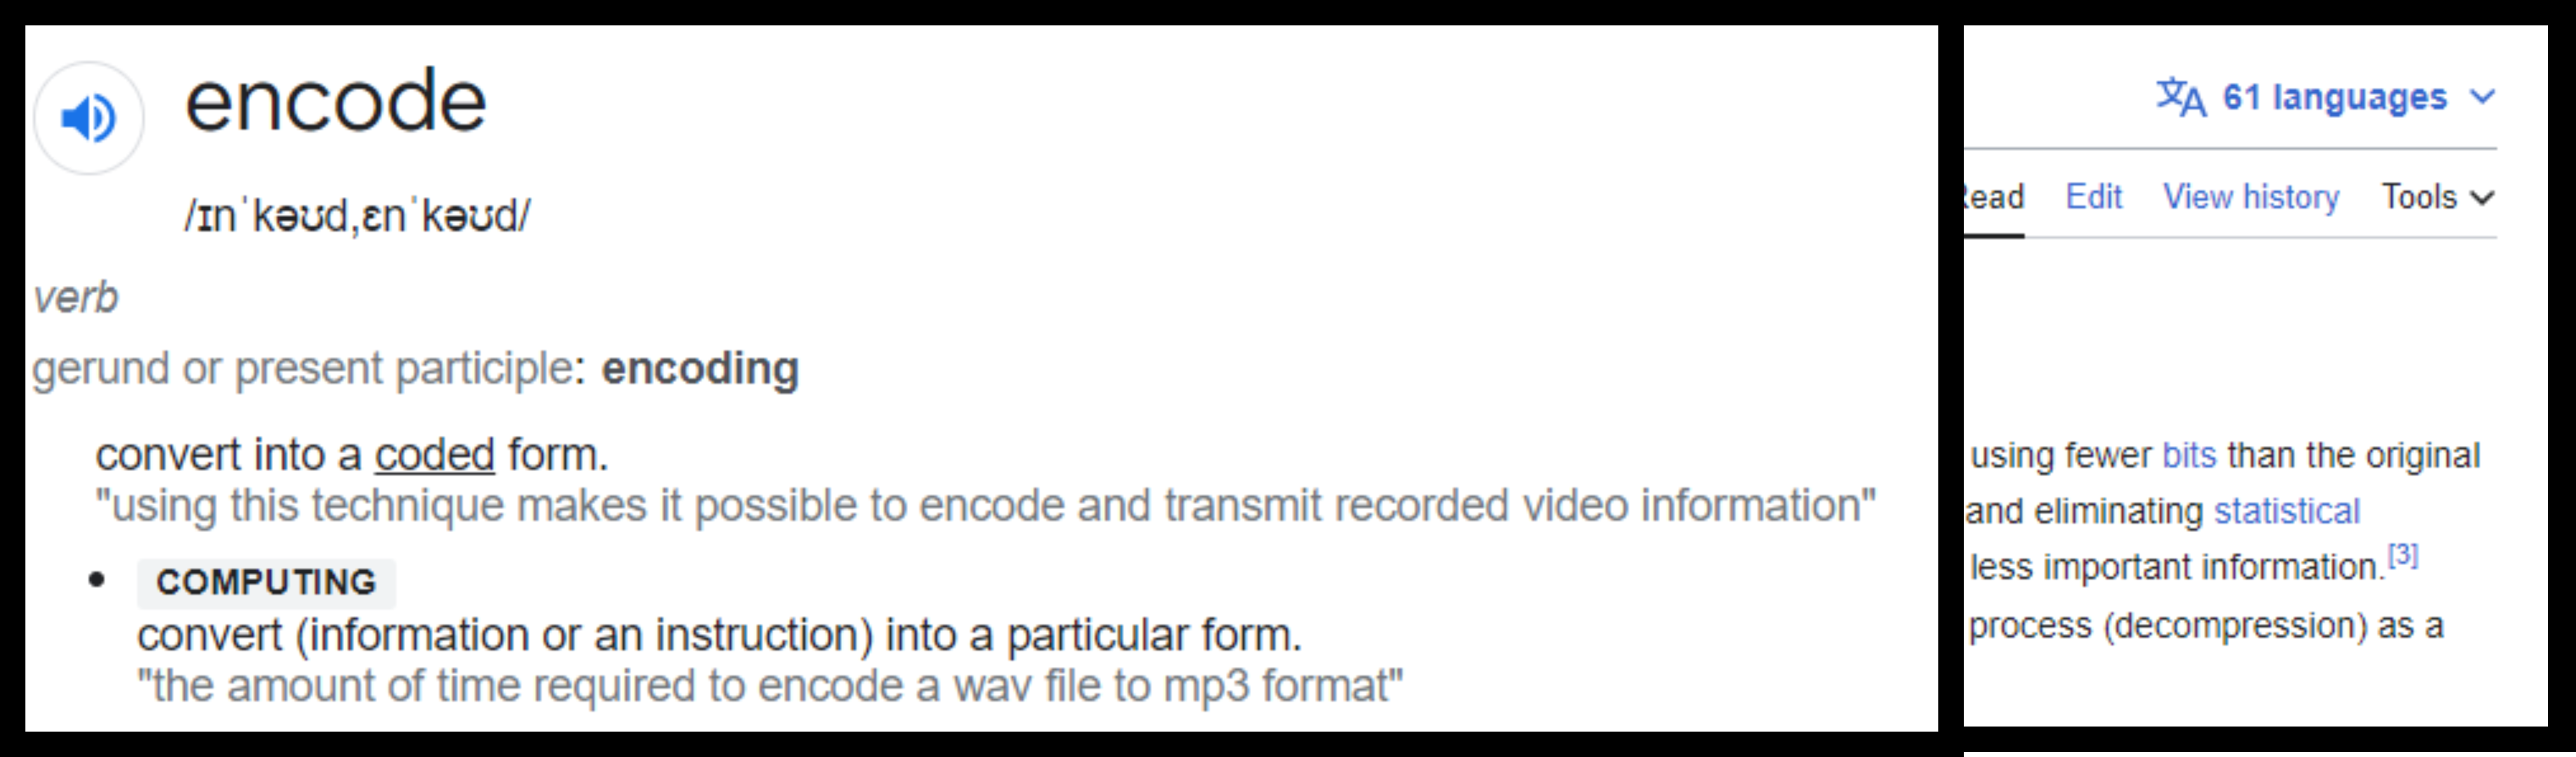 encode
/ɪnˈkəʊd,ɛnˈkəʊd/
verb
gerund or present participle: encoding
convert into a coded form.
"using this technique makes it possible to encode and transmit recorded video information"
• COMPUTING
convert (information or an instruction) into a particular form.
"the amount of time required to encode a wav file to mp3 format"
61 languages
Read Edit View history Tools
using fewer bits than the original
and eliminating statistical
less important information.[3]
process (decompression) as a